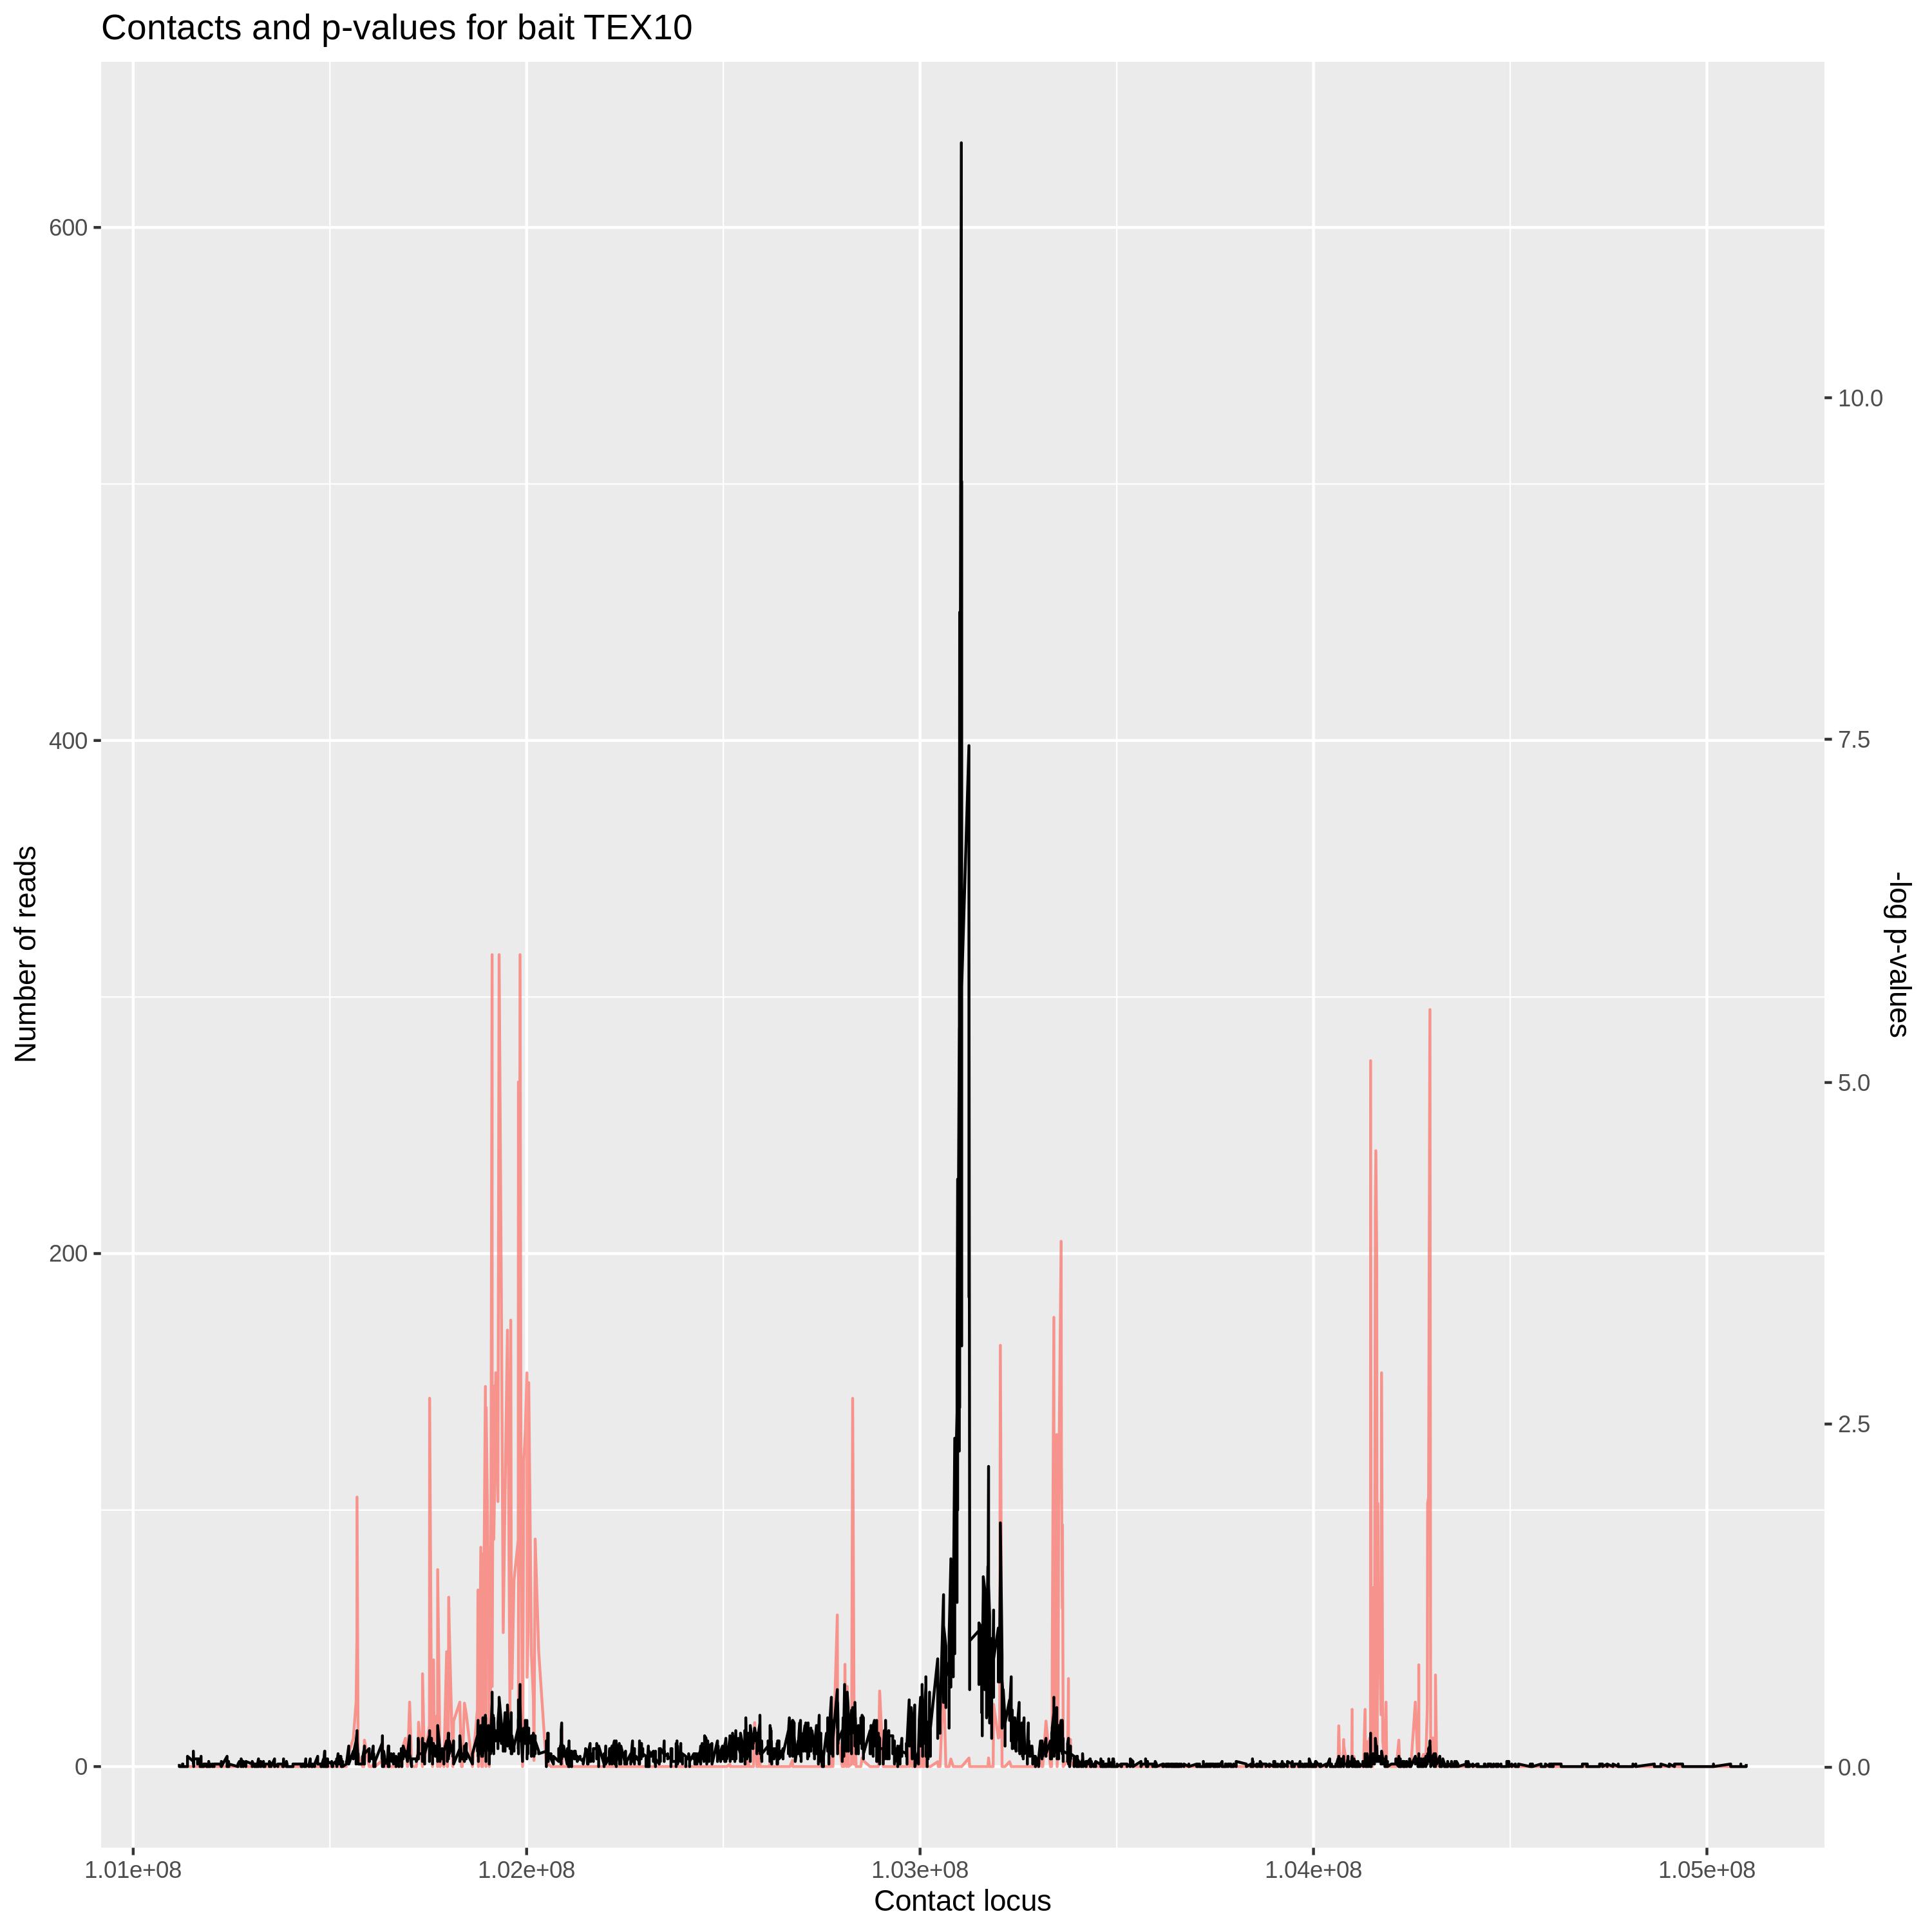 Contacts and p-values for bait TEX10
600
400
200
0
Number of reads
10.0
7.5
5.0
2.5
0.0
-log p-values
1.01e+08 1.02e+08 1.03e+08 1.04e+08 1.05e+08
Contact locus